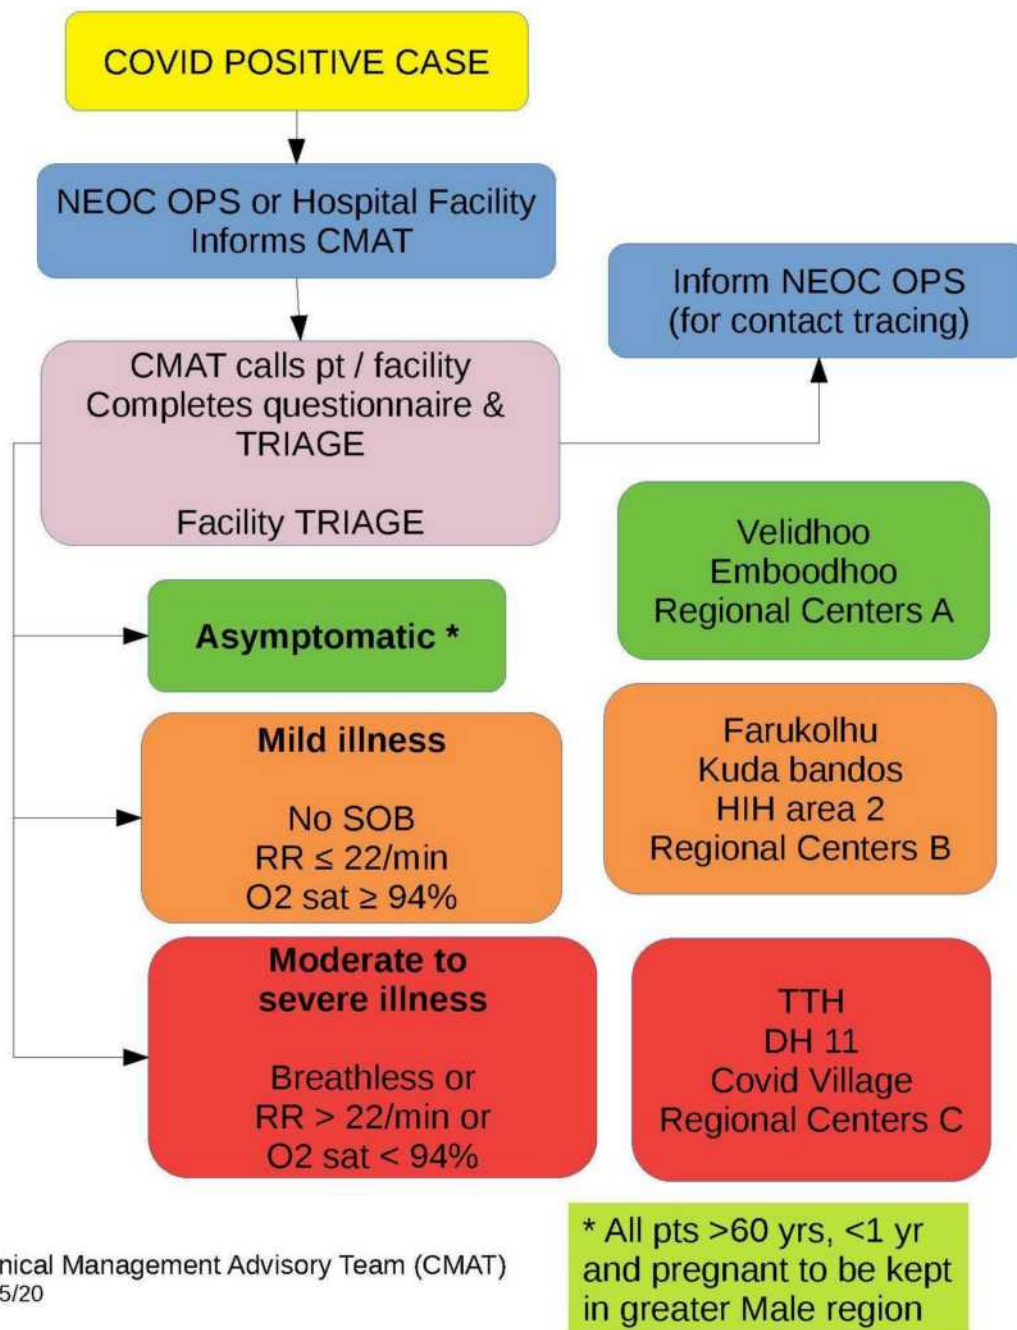 COVID POSITIVE CASE
NEOC OPS or Hospital Facility
Informs CMAT
Inform NEOC OPS
(for contact tracing)
CMAT calls pt / facility
Completes questionnaire &
TRIAGE
Facility TRIAGE
Velidhoo
Emboodhoo
Regional Centers A
Asymptomatic *
Mild illness
No SOB
RR ≤ 22/min
O2 sat ≥ 94%
Farukolhu
Kuda bandos
HIH area 2
Regional Centers B
Moderate to
severe illness
Breathless or
RR > 22/min or
O2 sat < 94%
TTH
DH 11
Covid Village
Regional Centers C
nical Management Advisory Team (CMAT)
5/20
* All pts >60 yrs, <1 yr
and pregnant to be kept
in greater Male region